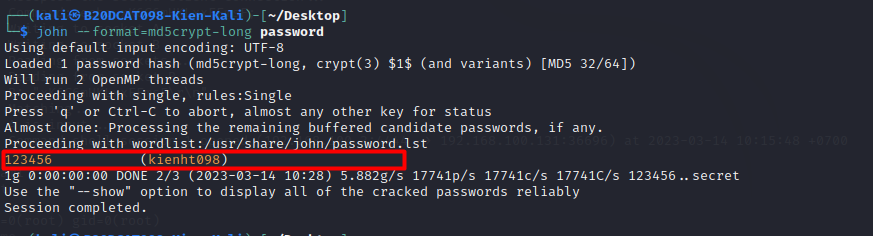 ┌──(kali㉿B20DCAT098-Kien-Kali)-[~/Desktop]
└─$ john --format=md5crypt-long password
Using default input encoding: UTF-8
Loaded 1 password hash (md5crypt-long, crypt(3) $1$ (and variants) [MD5 32/64])
Will run 2 OpenMP threads
Proceeding with single, rules:Single
Press 'q' or Ctrl-C to abort, almost any other key for status
Almost done: Processing the remaining buffered candidate passwords, if any.
Proceeding with wordlist:/usr/share/john/password.lst
123456 (kienht098)
1g 0:00:00:00 DONE 2/3 (2023-03-14 10:28) 5.882g/s 17741p/s 17741c/s 17741C/s 123456..secret
Use the "--show" option to display all of the cracked passwords reliably
Session completed.
┌──(kali㉿B20DCAT098-Kien-Kali)-[~/Desktop]